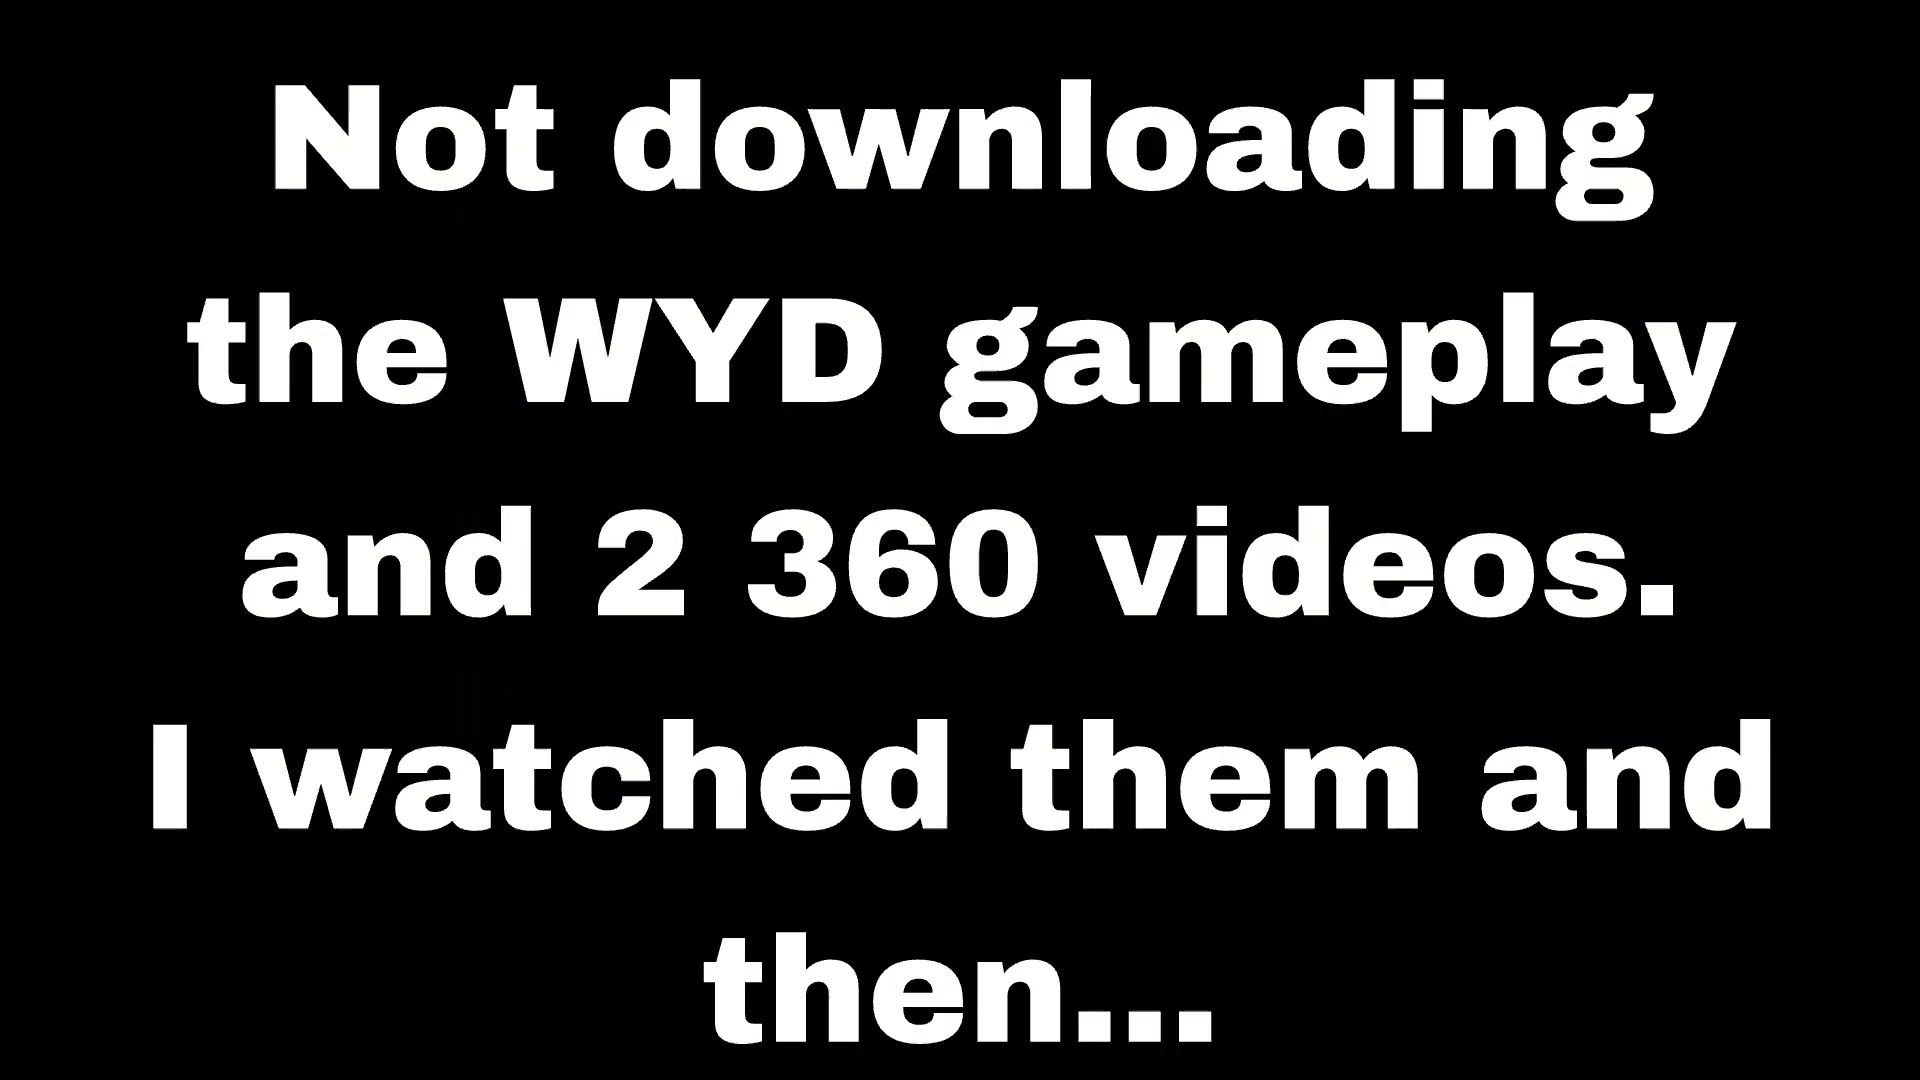 Not downloading
the WYD gameplay
and 2 360 videos.
I watched them and
then...